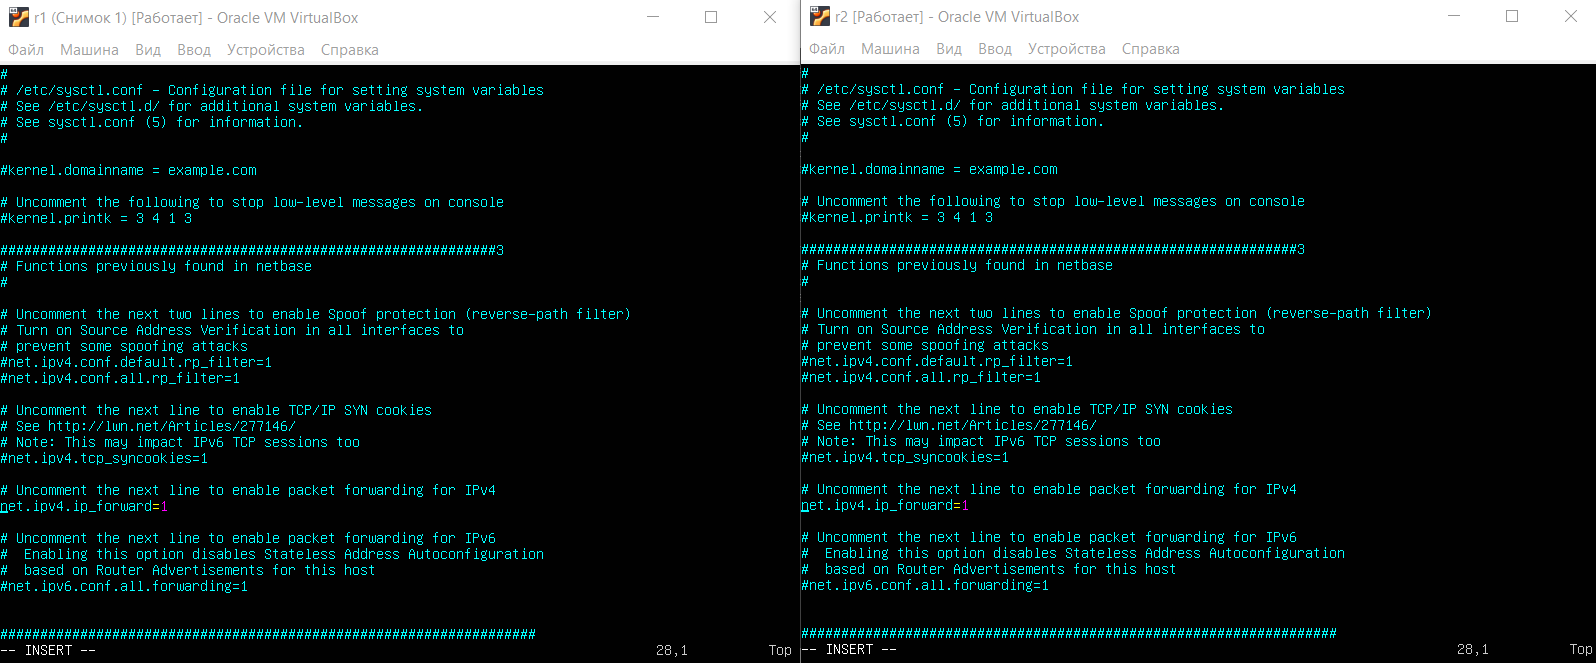 r1 (Снимок 1) [Работает] - Oracle VM VirtualBox
Файл Машина Вид Ввод Устройства Справка
#
# /etc/sysctl.conf - Configuration file for setting system variables
# See /etc/sysctl.d/ for additional system variables.
# See sysctl.conf (5) for information.
#
#kernel.domainname = example.com
# Uncomment the following to stop low-level messages on console
#kernel.printk = 3 4 1 3
##############################################################3
# Functions previously found in netbase
#
# Uncomment the next two lines to enable Spoof protection (reverse-path filter)
# Turn on Source Address Verification in all interfaces to
# prevent some spoofing attacks
#net.ipv4.conf.default.rp_filter=1
#net.ipv4.conf.all.rp_filter=1
# Uncomment the next line to enable TCP/IP SYN cookies
# See http://lwn.net/Articles/277146/
# Note: This may impact IPv6 TCP sessions too
#net.ipv4.tcp_syncookies=1
# Uncomment the next line to enable packet forwarding for IPv4
net.ipv4.ip_forward=1
# Uncomment the next line to enable packet forwarding for IPv6
#  Enabling this option disables Stateless Address Autoconfiguration
#  based on Router Advertisements for this host
#net.ipv6.conf.all.forwarding=1
###################################################################
-- INSERT -- 28,1 Top
r2 [Работает] - Oracle VM VirtualBox
Файл Машина Вид Ввод Устройства Справка
#
# /etc/sysctl.conf - Configuration file for setting system variables
# See /etc/sysctl.d/ for additional system variables.
# See sysctl.conf (5) for information.
#
#kernel.domainname = example.com
# Uncomment the following to stop low-level messages on console
#kernel.printk = 3 4 1 3
##############################################################3
# Functions previously found in netbase
#
# Uncomment the next two lines to enable Spoof protection (reverse-path filter)
# Turn on Source Address Verification in all interfaces to
# prevent some spoofing attacks
#net.ipv4.conf.default.rp_filter=1
#net.ipv4.conf.all.rp_filter=1
# Uncomment the next line to enable TCP/IP SYN cookies
# See http://lwn.net/Articles/277146/
# Note: This may impact IPv6 TCP sessions too
#net.ipv4.tcp_syncookies=1
# Uncomment the next line to enable packet forwarding for IPv4
net.ipv4.ip_forward=1
# Uncomment the next line to enable packet forwarding for IPv6
#  Enabling this option disables Stateless Address Autoconfiguration
#  based on Router Advertisements for this host
#net.ipv6.conf.all.forwarding=1
###################################################################
-- INSERT -- 28,1 Top